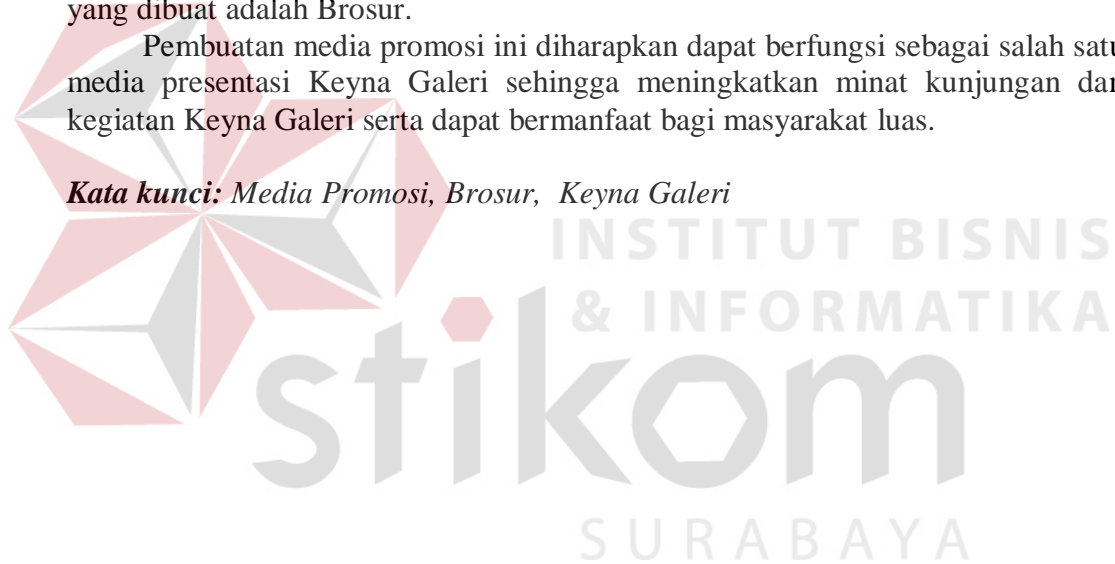 yang dibuat adalah Brosur.
Pembuatan media promosi ini diharapkan dapat berfungsi sebagai salah satu
media presentasi Keyna Galeri sehingga meningkatkan minat kunjungan dan
kegiatan Keyna Galeri serta dapat bermanfaat bagi masyarakat luas.
Kata kunci: Media Promosi, Brosur, Keyna Galeri
INSTITUT BISNIS
& INFORMATIKA
stikom
SURABAYA